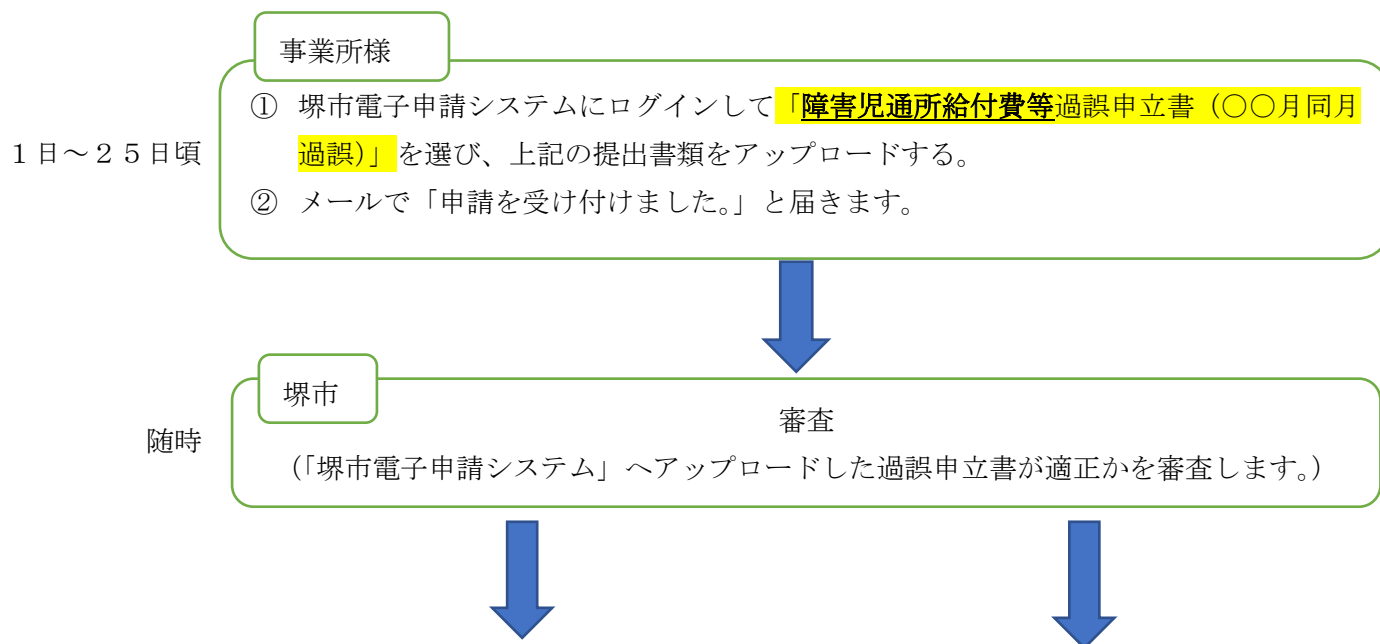 事業所様
① 堺市電子申請システムにログインして「障害児通所給付費等過誤申立書（〇〇月同月
1日～２５日頃
過誤）」を選び、上記の提出書類をアップロードする。
② メールで「申請を受け付けました。」と届きます。
堺市
随時
審査
（「堺市電子申請システム」へアップロードした過誤申立書が適正かを審査します。）